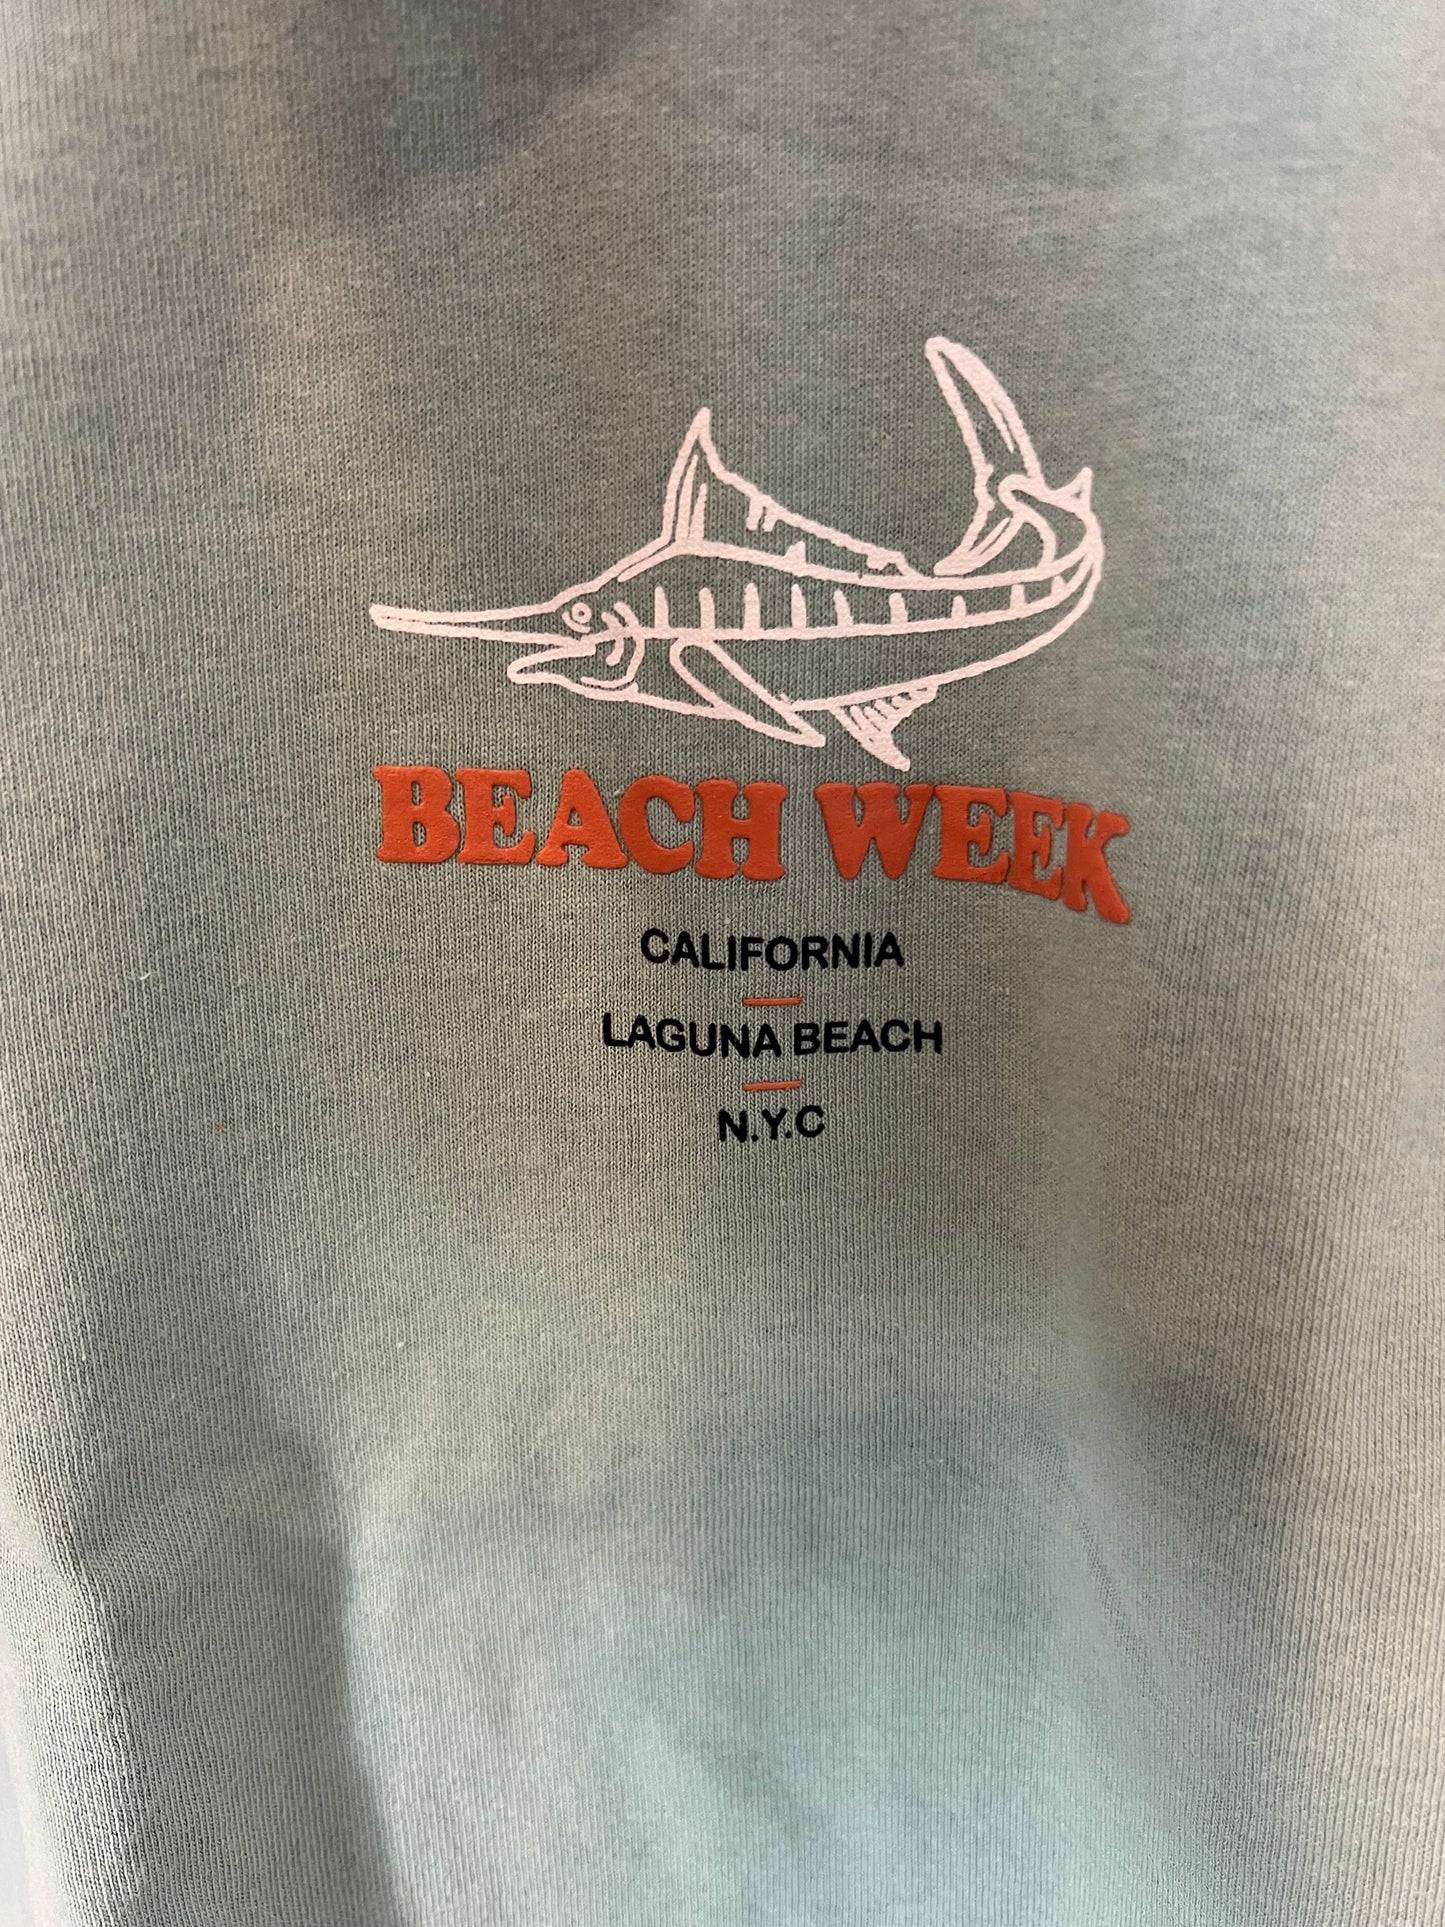 BEACH WEEK
CALIFORNIA
LAGUNA BEACH
N.Y.C